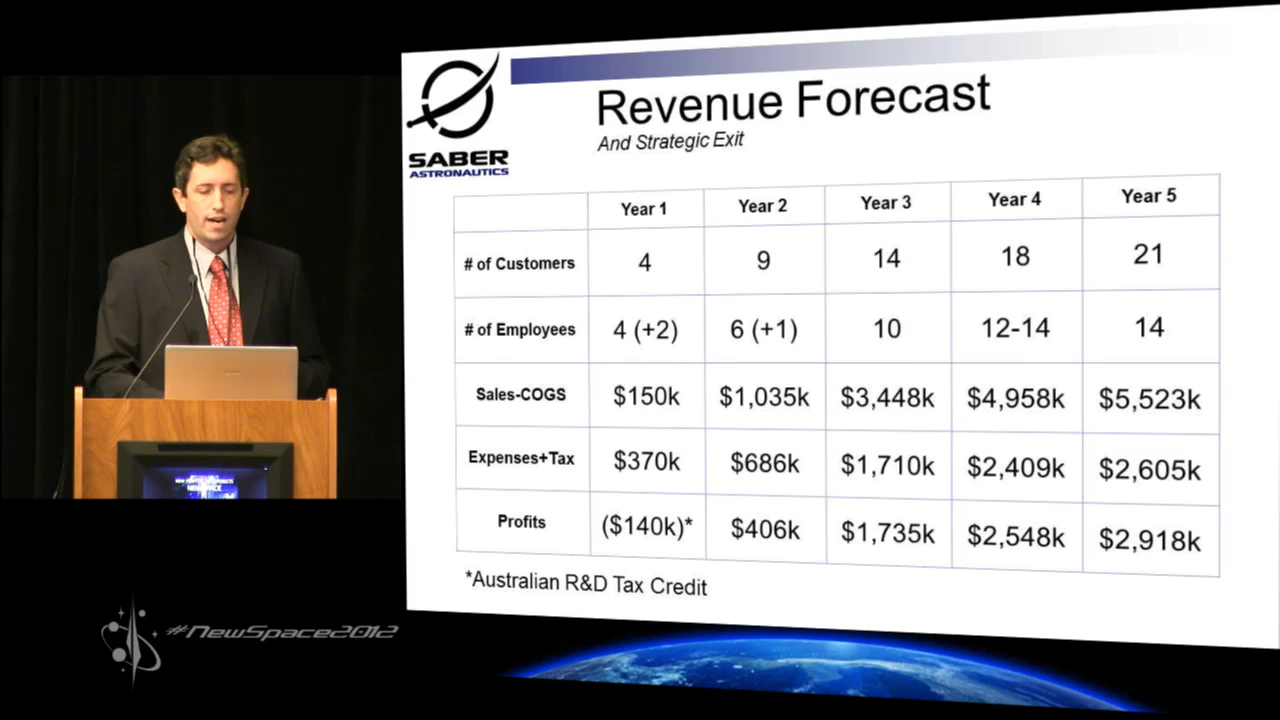 SABER
ASTRONAUTICS
Revenue Forecast
And Strategic Exit
Year 1 Year 2 Year 3 Year 4 Year 5
# of Customers 4 9 14 18 21
# of Employees 4 (+2) 6 (+1) 10 12-14 14
Sales-COGS $150k $1,035k $3,448k $4,958k $5,523k
Expenses+Tax $370k $686k $1,710k $2,409k $2,605k
Profits ($140k)* $406k $1,735k $2,548k $2,918k
*Australian R&D Tax Credit
NEWSPACE
#NewSpace2012